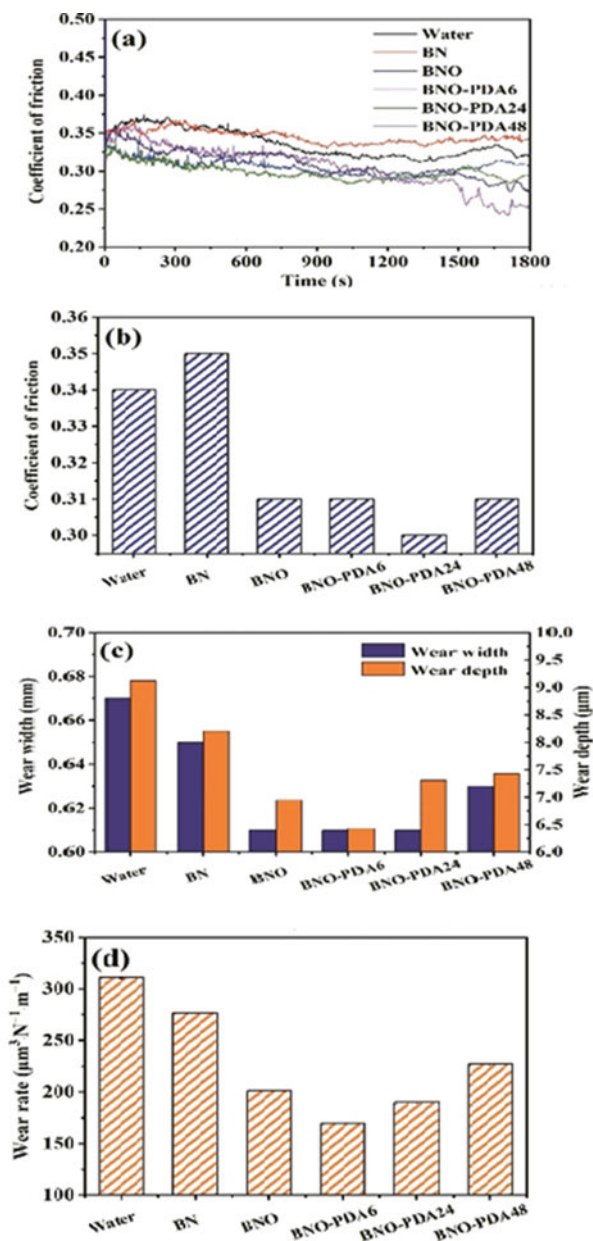 (a)
Water
BN
BNO
BNO-PDA6
BNO-PDA24
BNO-PDA48
Coefficient of friction
0.50
0.45
0.40
0.35
0.30
0.25
0.20
0 300 600 900 1200 1500 1800
Time (s)
(b)
Coefficient of friction
0.36
0.35
0.34
0.33
0.32
0.31
0.30
Water BN BNO BNO-PDA6 BNO-PDA24 BNO-PDA48
(c)
Wear width
Wear depth
Wear width (mm)
0.70
0.68
0.66
0.64
0.62
0.60
Wear depth (μm)
10.0
9.5
9.0
8.5
8.0
7.5
7.0
6.5
6.0
Water BN BNO BNO-PDA6 BNO-PDA24 BNO-PDA48
(d)
Wear rate (μm³·N⁻¹·m⁻¹)
350
300
250
200
150
100
Water BN BNO BNO-PDA6 BNO-PDA24 BNO-PDA48